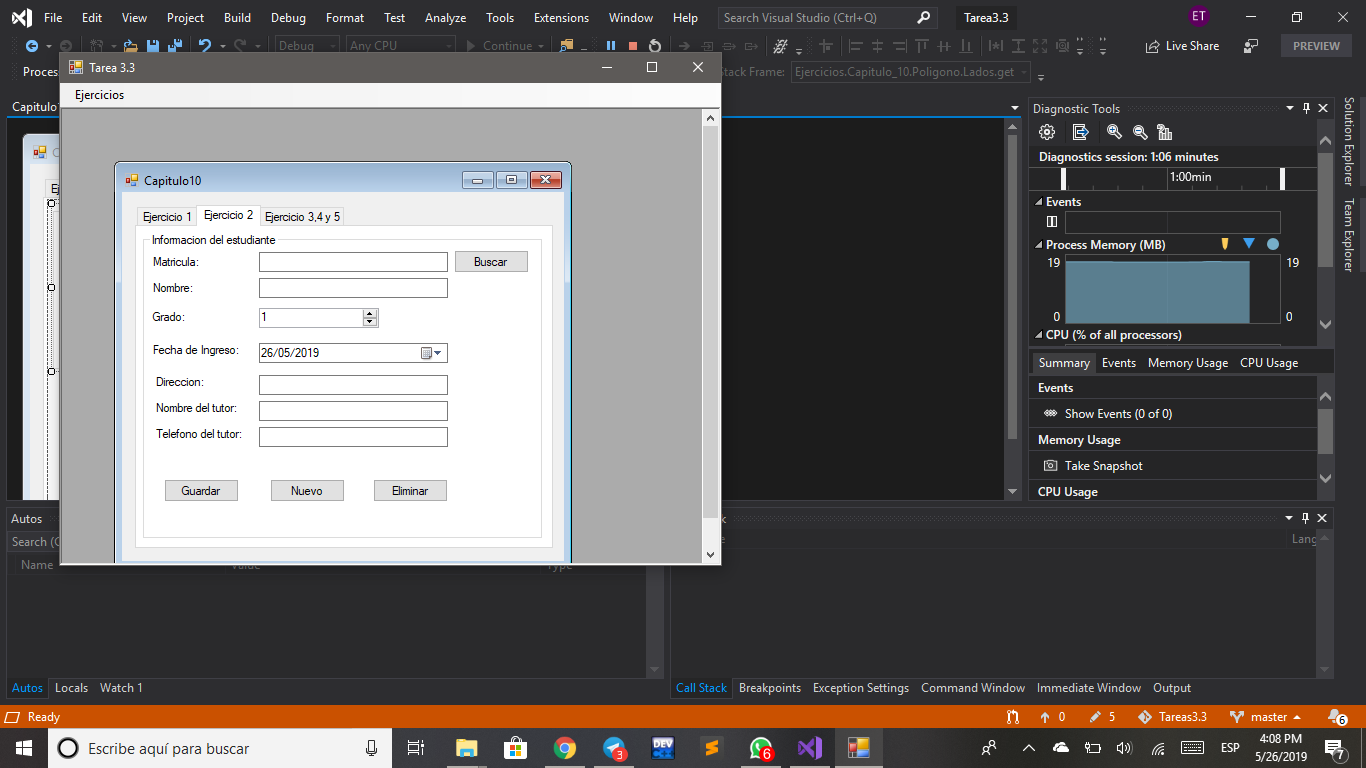 File Edit View Project Build Debug Format Test Analyze Tools Extensions Window Help Search Visual Studio (Ctrl+Q) Tarea3.3 ET
Debug Any CPU Continue Live Share PREVIEW
Proces Stack Frame: Ejercicios.Capitulo_10.Poligono.Lados.get
Tarea 3.3
Ejercicios
Capitulo1
Capitulo10
Ejercicio 1 Ejercicio 2 Ejercicio 3,4 y 5
Informacion del estudiante
Matricula: Buscar
Nombre:
Grado: 1
Fecha de Ingreso: 26/05/2019
Direccion:
Nombre del tutor:
Telefono del tutor:
Guardar Nuevo Eliminar
Diagnostic Tools
Diagnostics session: 1:06 minutes
1:00min
Events
Process Memory (MB)
19 19
0 0
CPU (% of all processors)
Summary Events Memory Usage CPU Usage
Events
Show Events (0 of 0)
Memory Usage
Take Snapshot
CPU Usage
Solution Explorer
Team Explorer
Autos
Search (C
Name Value Type
Lang
Autos Locals Watch 1
Call Stack Breakpoints Exception Settings Command Window Immediate Window Output
Ready 0 5 Tareas3.3 master 6
Escribe aquí para buscar 3 DEV 6 ESP 4:08 PM
5/26/2019 7